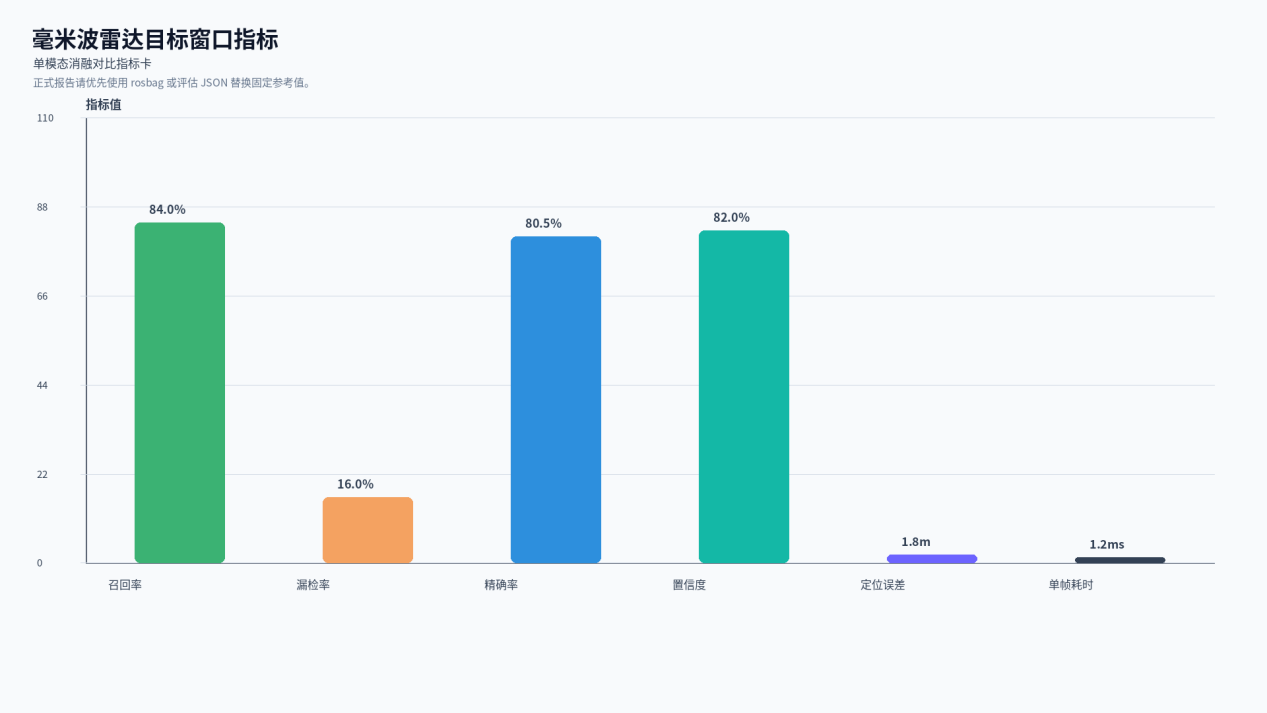 毫米波雷达目标窗口指标
单模态消融对比指标卡
正式报告请优先使用 rosbag 或评估 JSON 替换固定参考值。
指标值
110
88
66
44
22
0
84.0%
16.0%
80.5%
82.0%
1.8m
1.2ms
召回率
漏检率
精确率
置信度
定位误差
单帧耗时